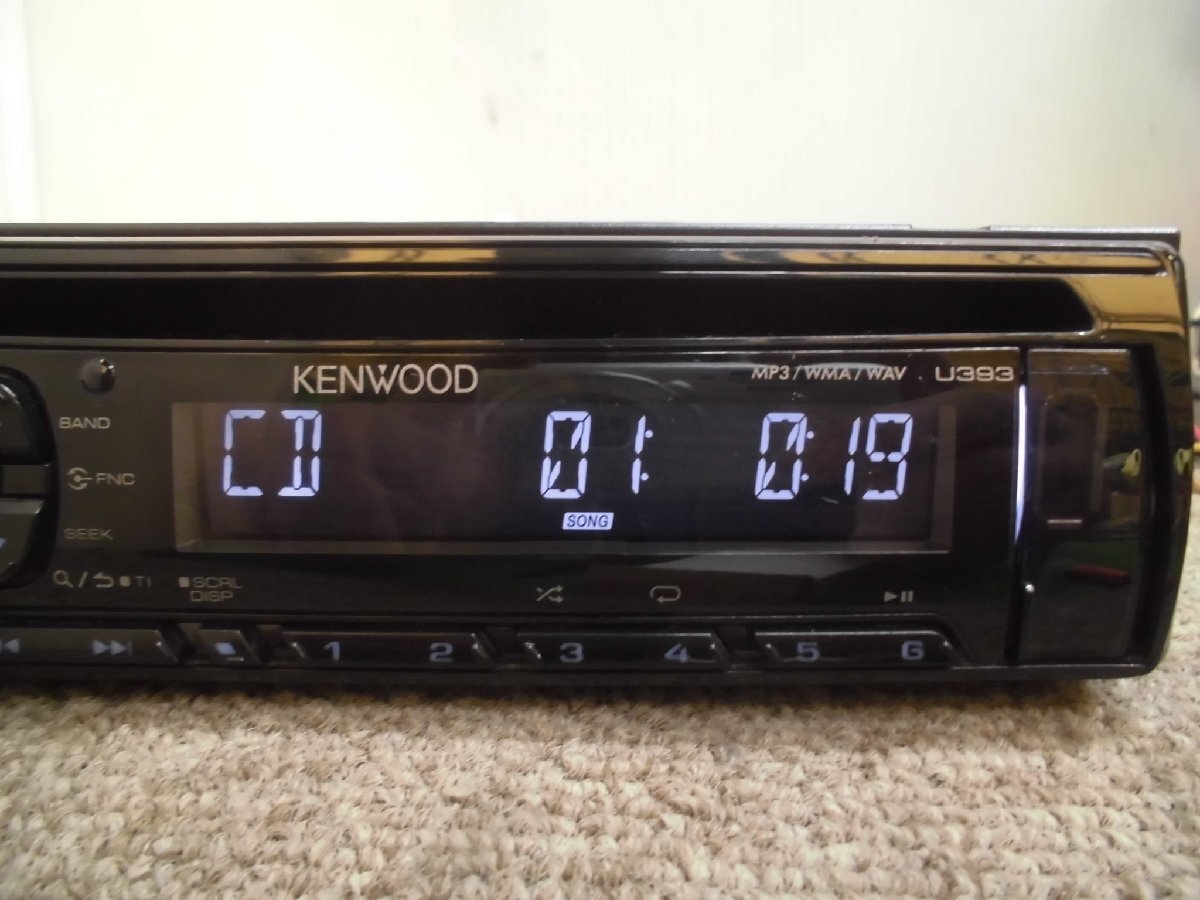 KENWOOD MP3/WMA/WAV U393
BAND
CD 01 0:19
FNC
SONG
SEEK
TI SCRL
DISP
1 2 3 4 5 6